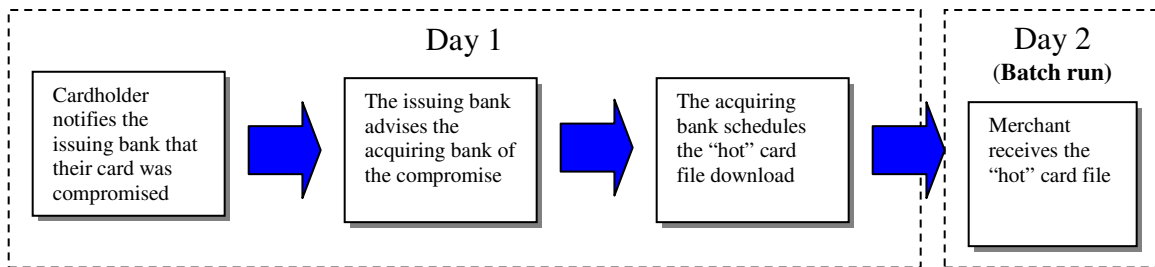 Day 1
Cardholder
notifies the
issuing bank that
their card was
compromised
The issuing bank
advises the
acquiring bank of
the compromise
The acquiring
bank schedules
the “hot” card
file download
Day 2
(Batch run)
Merchant
receives the
“hot” card file